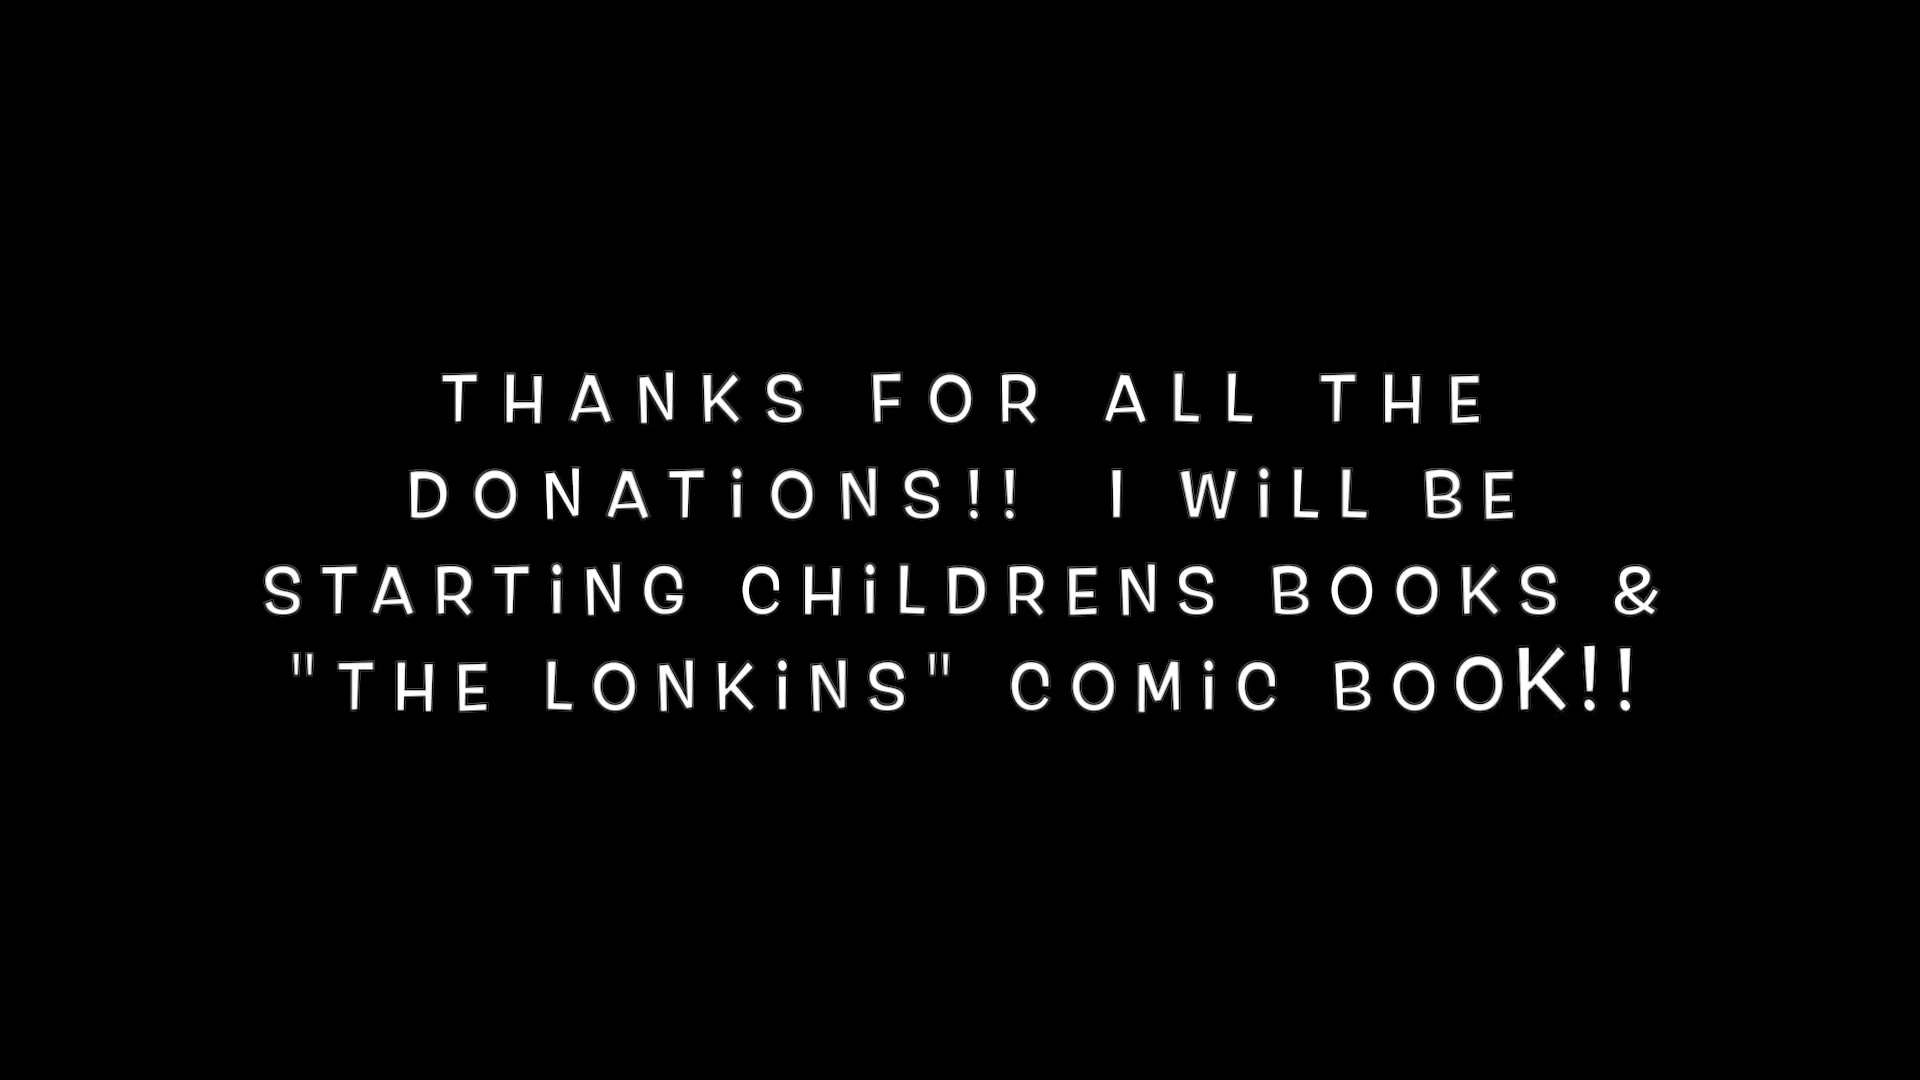 THANKS FOR ALL THE
DONATiONS!! I WiLL BE
STARTiNG CHiLDRENS BOOKS &
"THE LONKiNS" COMiC BOOK!!